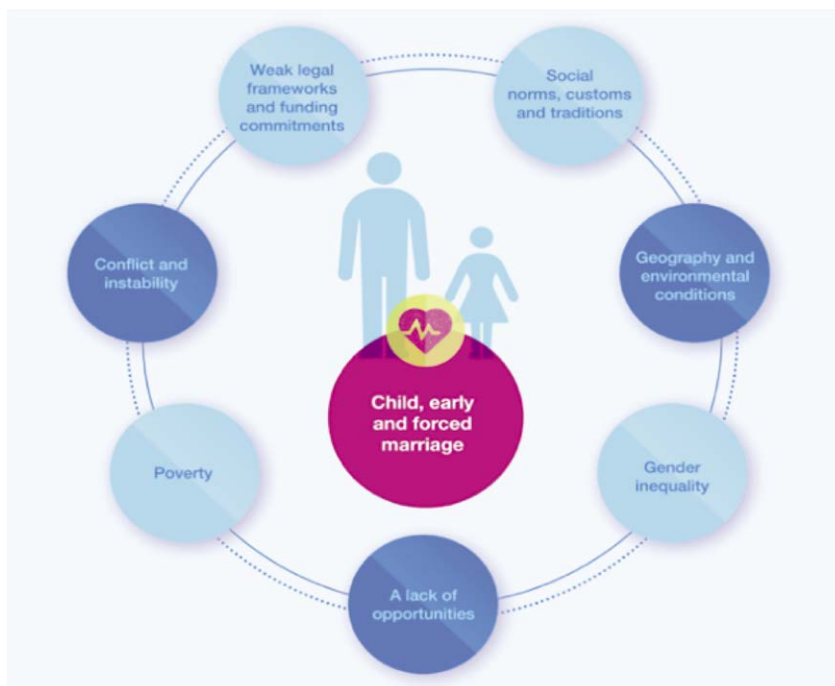 Weak legal
frameworks
and funding
commitments
Social
norms, customs
and traditions
Conflict and
instability
Geography and
environmental
conditions
Child, early
and forced
marriage
Poverty
Gender
inequality
A lack of
opportunities